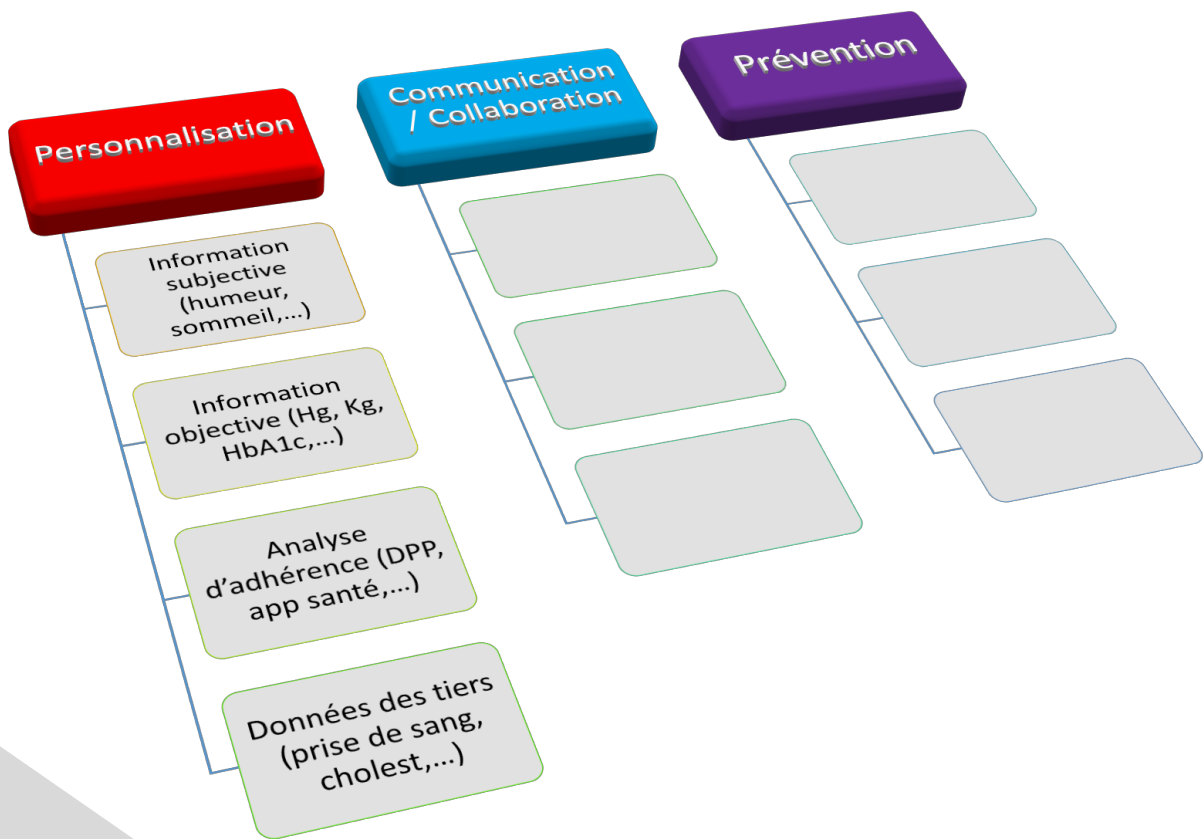 Personnalisation
Information
subjective
(humeur,
sommeil,...)
Information
objective (Hg, Kg,
HbA1c,...)
Analyse
d’adhérence (DPP,
app santé,...)
Données des tiers
(prise de sang,
cholest,...)
Communication
/ Collaboration
Prévention